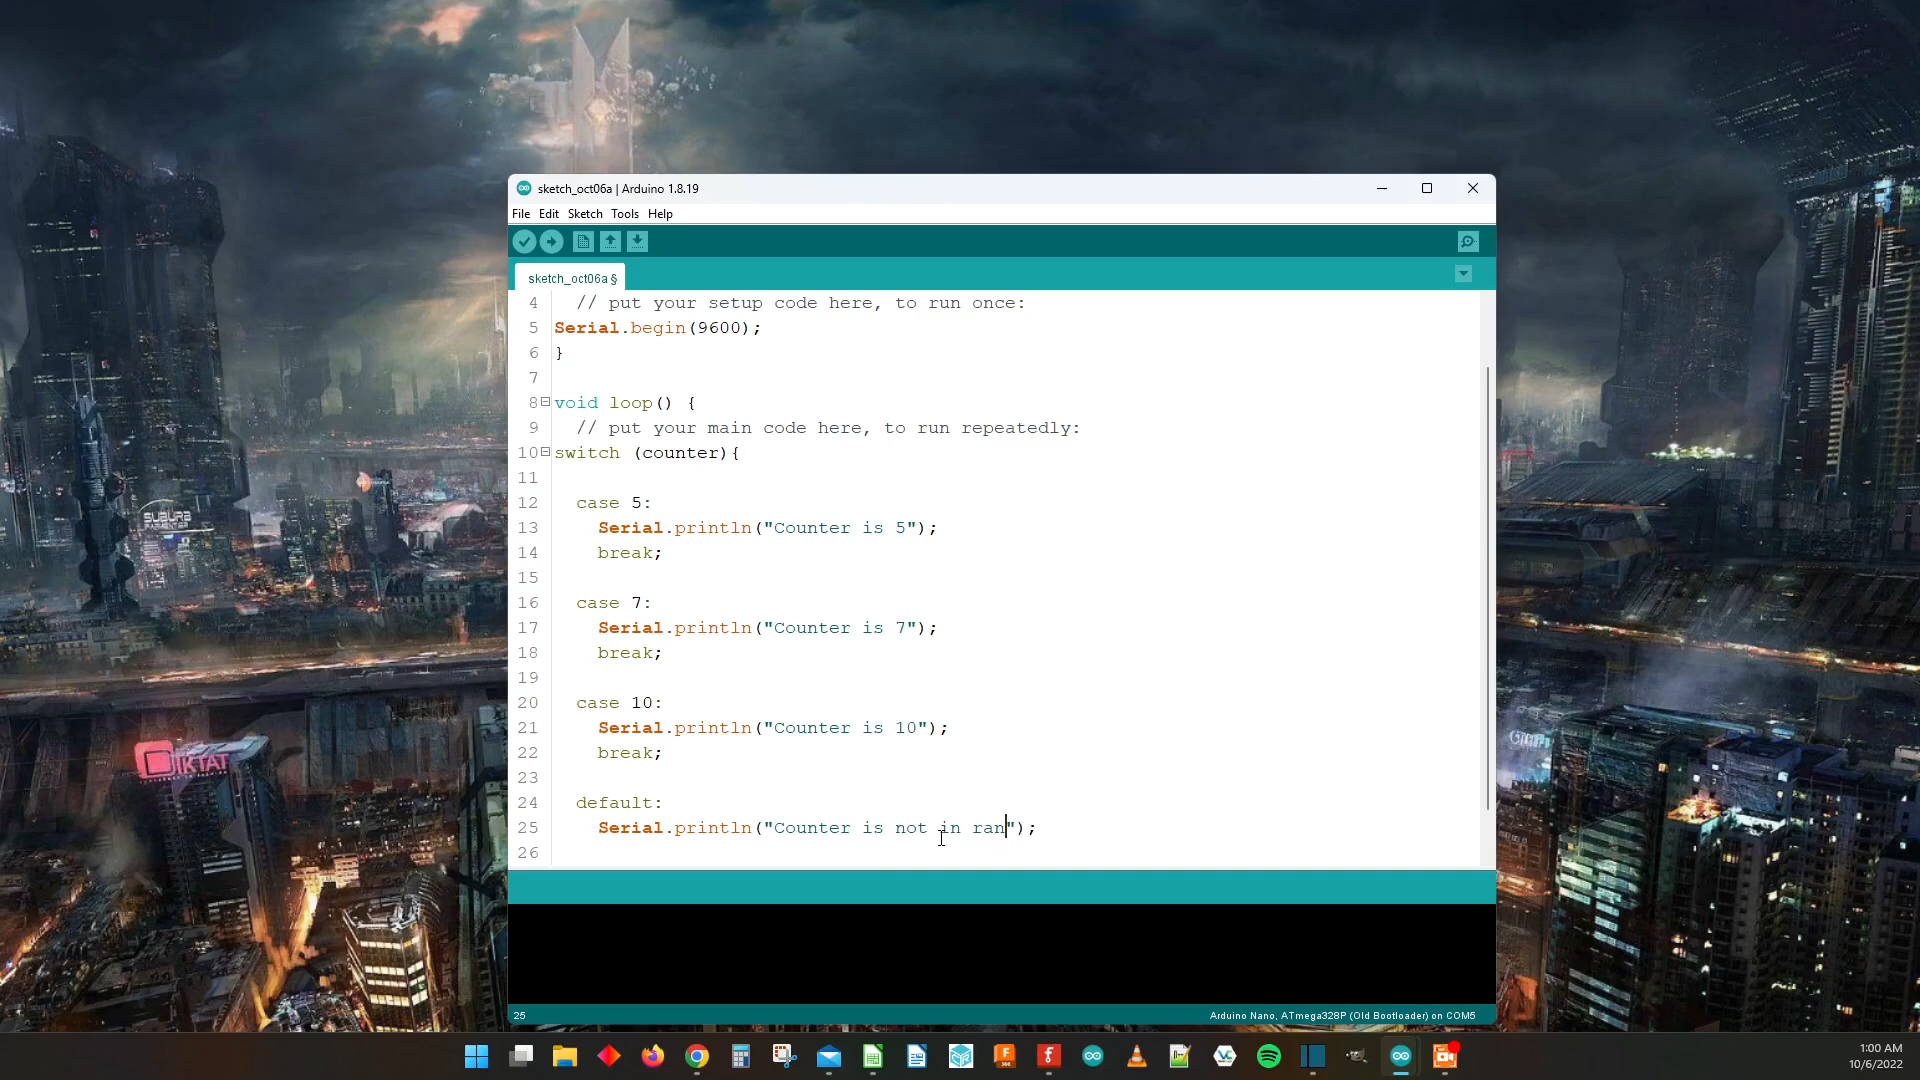 sketch_oct06a | Arduino 1.8.19
File Edit Sketch Tools Help
sketch_oct06a §
4 // put your setup code here, to run once:
5 Serial.begin(9600);
6 }
7
8 void loop() {
9 // put your main code here, to run repeatedly:
10 switch (counter){
11
12 case 5:
13 Serial.println("Counter is 5");
14 break;
15
16 case 7:
17 Serial.println("Counter is 7");
18 break;
19
20 case 10:
21 Serial.println("Counter is 10");
22 break;
23
24 default:
25 Serial.println("Counter is not in ran");
26
25 Arduino Nano, ATmega328P (Old Bootloader) on COM5
SUBURA
DIKTAT
1:00 AM
10/6/2022